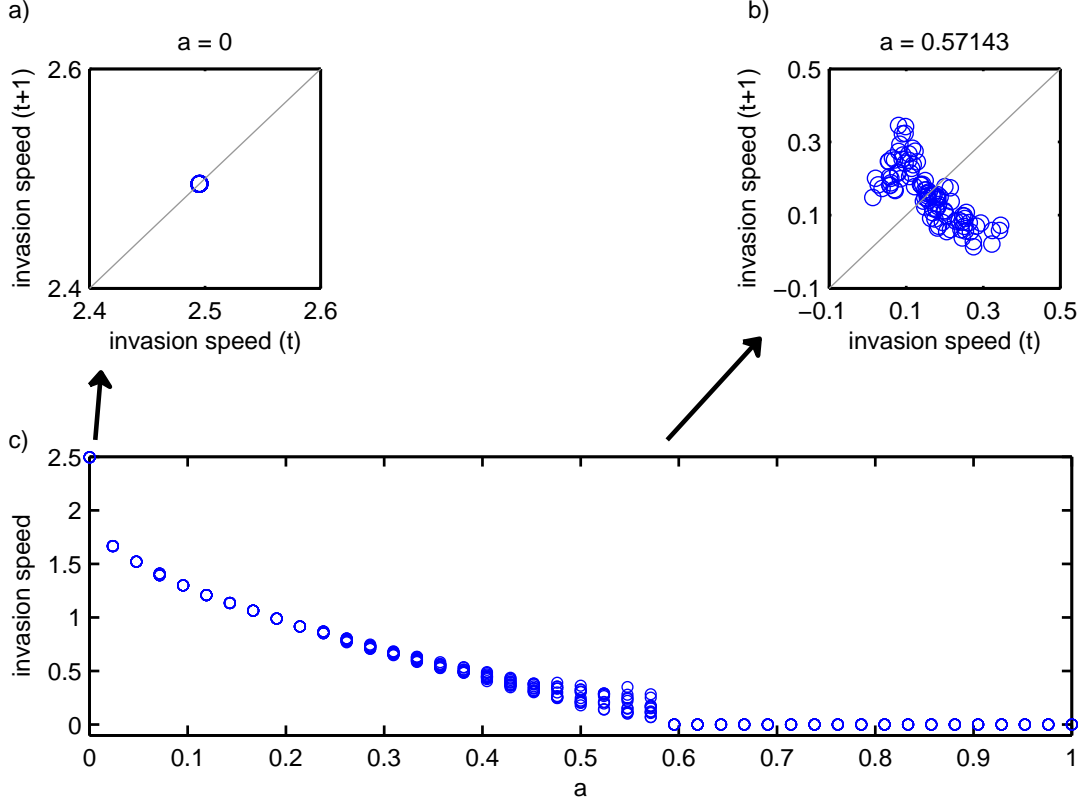 a)
a = 0
invasion speed (t+1)
2.6
2.4
2.4 2.5 2.6
invasion speed (t)
b)
a = 0.57143
invasion speed (t+1)
0.5
0.3
0.1
−0.1
−0.1 0.1 0.3 0.5
invasion speed (t)
c)
invasion speed
2.5
2
1.5
1
0.5
0
0 0.1 0.2 0.3 0.4 0.5 0.6 0.7 0.8 0.9 1
a